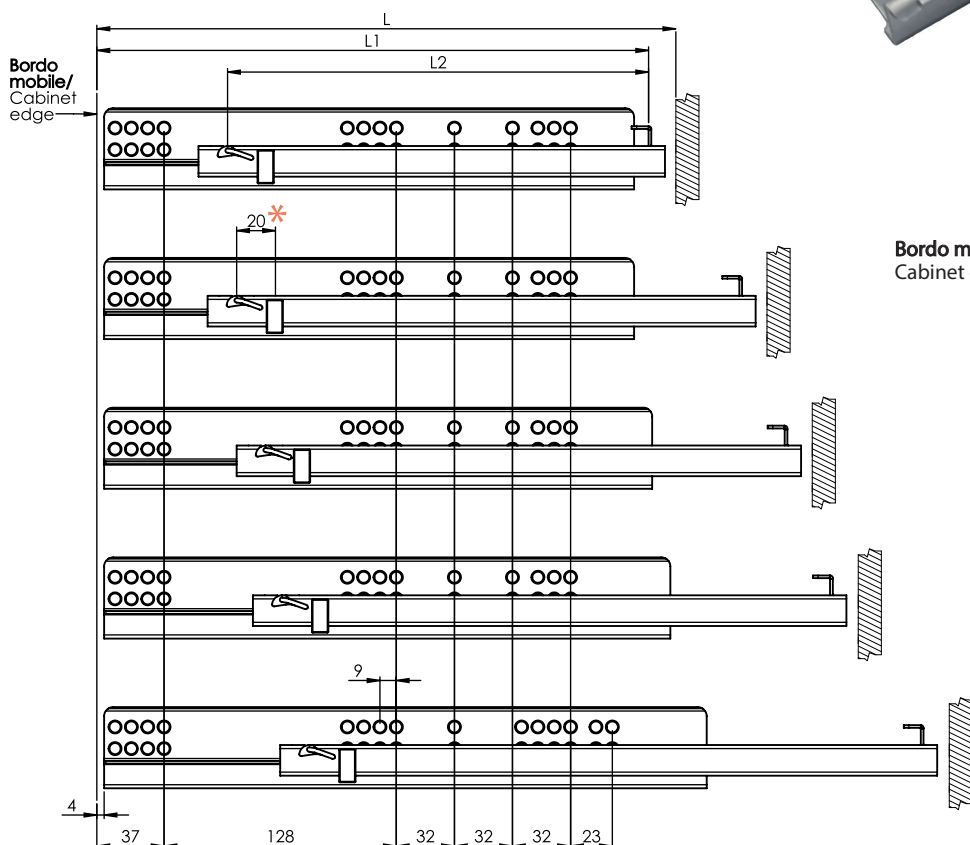 L
L1
L2
Bordo
mobile/
Cabinet
edge
20*
Bordo m
Cabinet
9
4
37 128 32 32 32 23